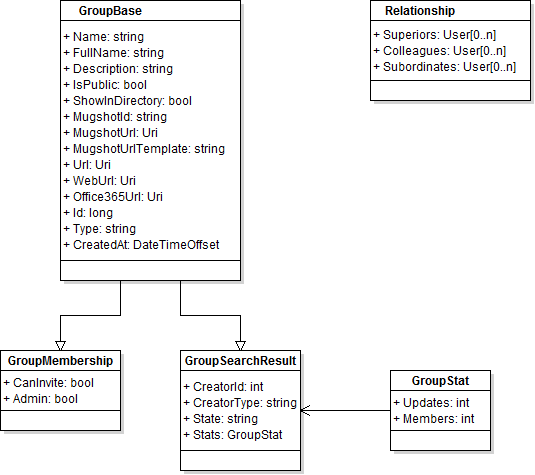 GroupBase
+ Name: string
+ FullName: string
+ Description: string
+ IsPublic: bool
+ ShowInDirectory: bool
+ MugshotId: string
+ MugshotUrl: Uri
+ MugshotUrlTemplate: string
+ Url: Uri
+ WebUrl: Uri
+ Office365Url: Uri
+ Id: long
+ Type: string
+ CreatedAt: DateTimeOffset
Relationship
+ Superiors: User[0..n]
+ Colleagues: User[0..n]
+ Subordinates: User[0..n]
GroupMembership
+ CanInvite: bool
+ Admin: bool
GroupSearchResult
+ CreatorId: int
+ CreatorType: string
+ State: string
+ Stats: GroupStat
GroupStat
+ Updates: int
+ Members: int